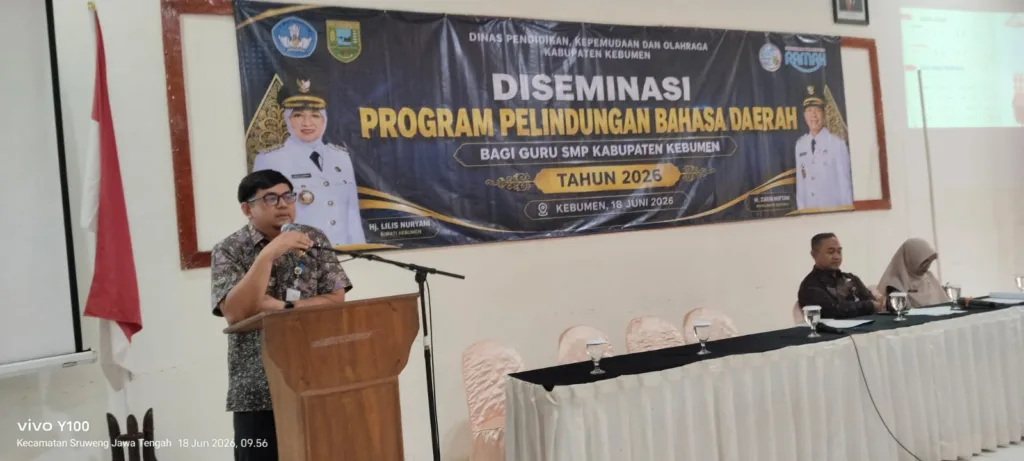 DINAS PENDIDIKAN, KEPEMUDAAN DAN OLAHRAGA
KABUPATEN KEBUMEN
RAMAH
DISEMINASI
PROGRAM PELINDUNGAN BAHASA DAERAH
BAGI GURU SMP KABUPATEN KEBUMEN
TAHUN 2026
KEBUMEN, 18 JUNI 2026
Hj. LILIS NURYANI
BUPATI KEBUMEN
vivo Y100
Kecamatan Sruweng Jawa Tengah 18 Jun 2026, 09.56